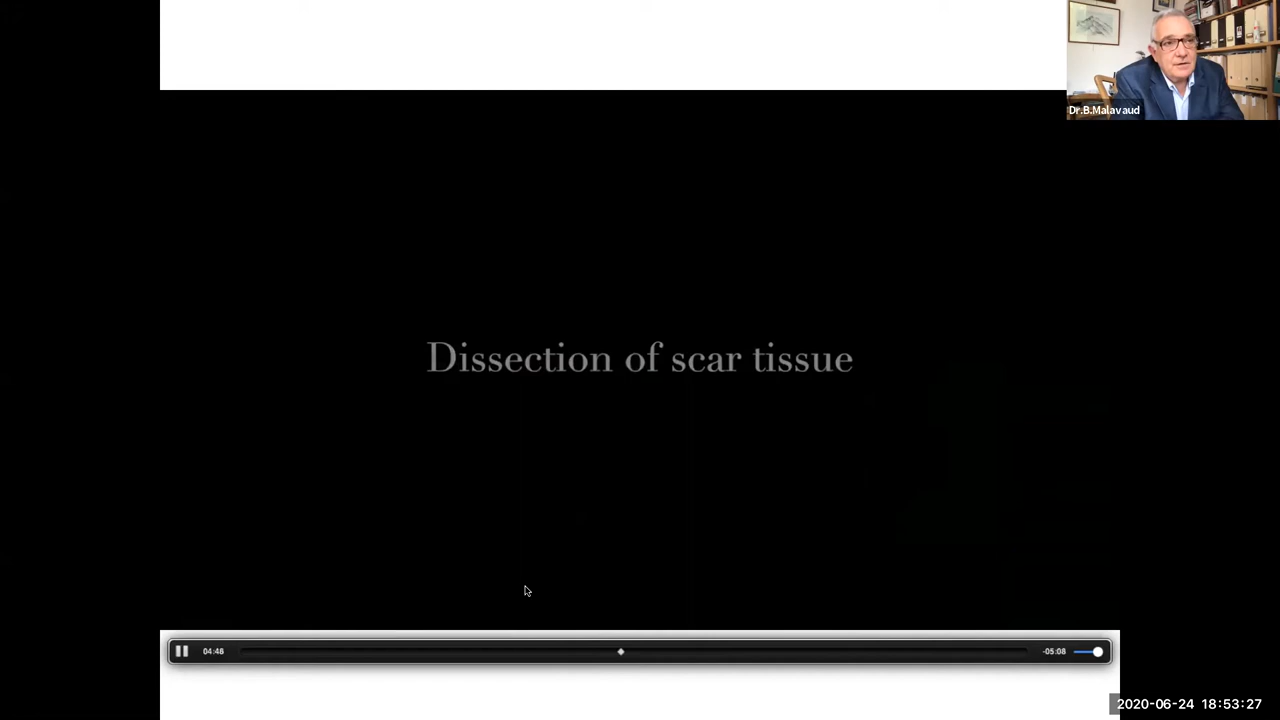 Dr.B.Malavaud
Dissection of scar tissue
04:48
-05:08
2020-06-24 18:53:27